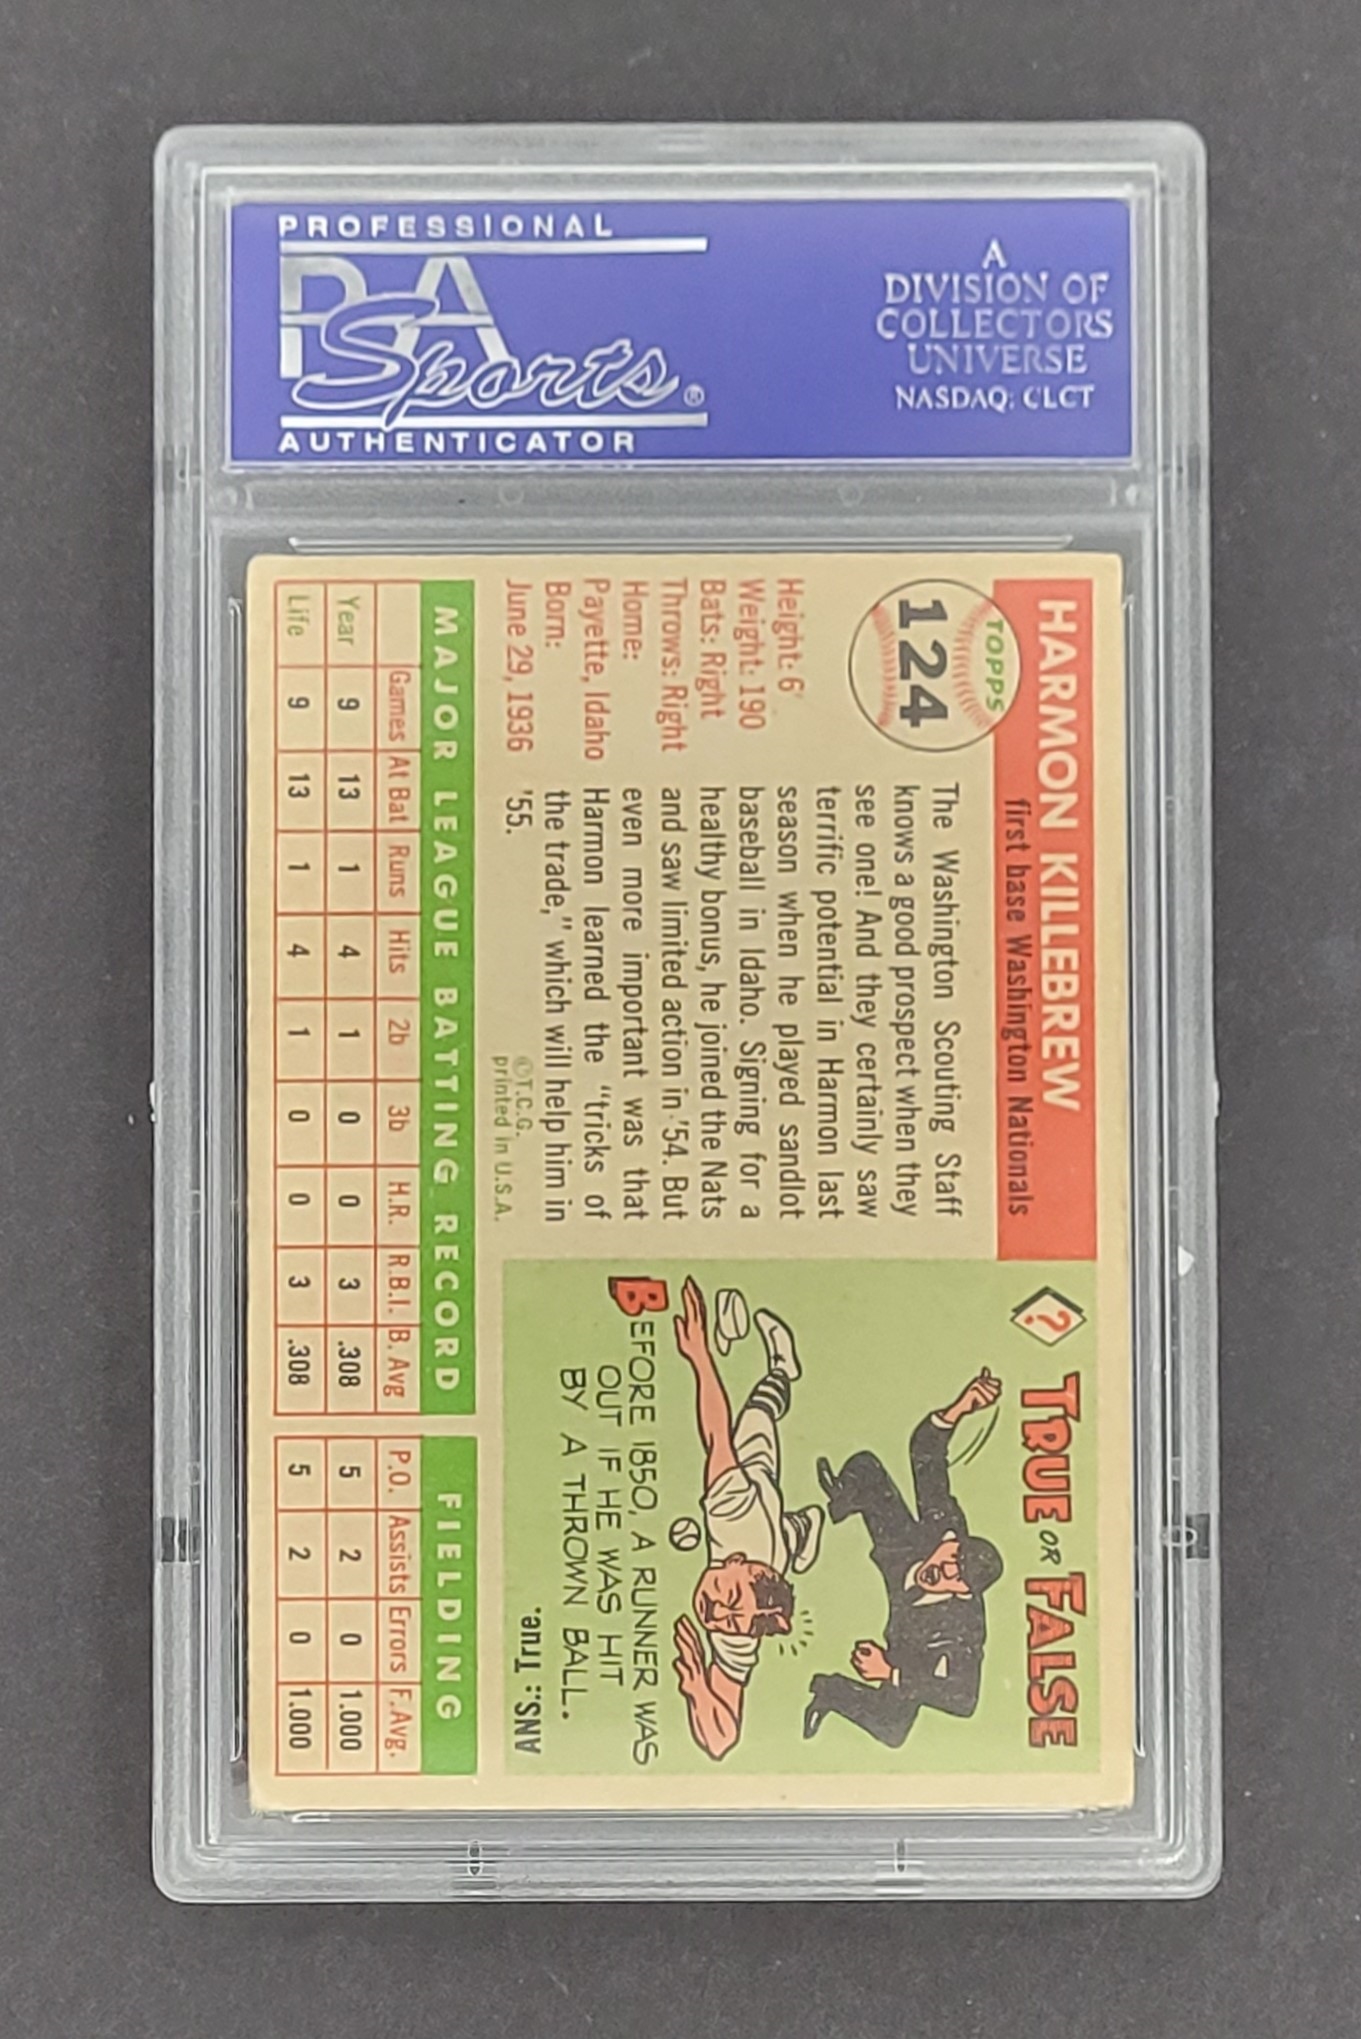 PROFESSIONAL
PSA
Sports®
AUTHENTICATOR
A
DIVISION OF
COLLECTORS
UNIVERSE
NASDAQ: CLCT
HARMON KILLEBREW
first base Washington Nationals
TOPPS
124
Height: 6'
Weight: 190
Bats: Right
Throws: Right
Home:
Payette, Idaho
Born:
June 29, 1936
The Washington Scouting Staff
knows a good prospect when they
see one! And they certainly saw
terrific potential in Harmon last
season when he played sandlot
baseball in Idaho. Signing for a
healthy bonus, he joined the Nats
and saw limited action in '54. But
even more important was that
Harmon learned the "tricks of
the trade," which will help him in
'55.
©T.C.G.
printed in U.S.A.
? TRUE OR FALSE
BEFORE 1850, A RUNNER WAS
OUT IF HE WAS HIT
BY A THROWN BALL.
ANS.: True.
MAJOR LEAGUE BATTING RECORD FIELDING
Games At Bat Runs Hits 2b 3b H.R. R.B.I. B. Avg P.O. Assists Errors F. Avg.
Year 9 13 1 4 1 0 0 3 .308 5 2 0 1.000
Life 9 13 1 4 1 0 0 3 .308 5 2 0 1.000